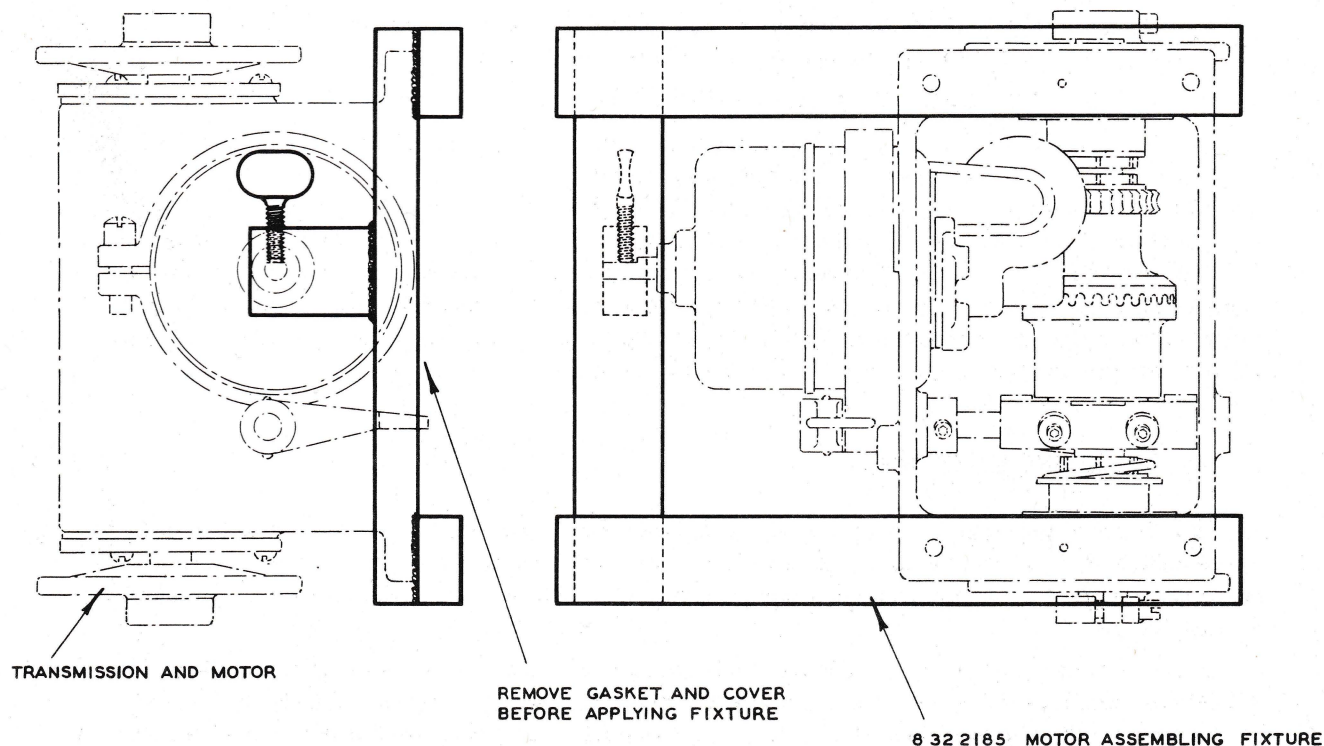 TRANSMISSION AND MOTOR
REMOVE GASKET AND COVER
BEFORE APPLYING FIXTURE
8 32 2185 MOTOR ASSEMBLING FIXTURE